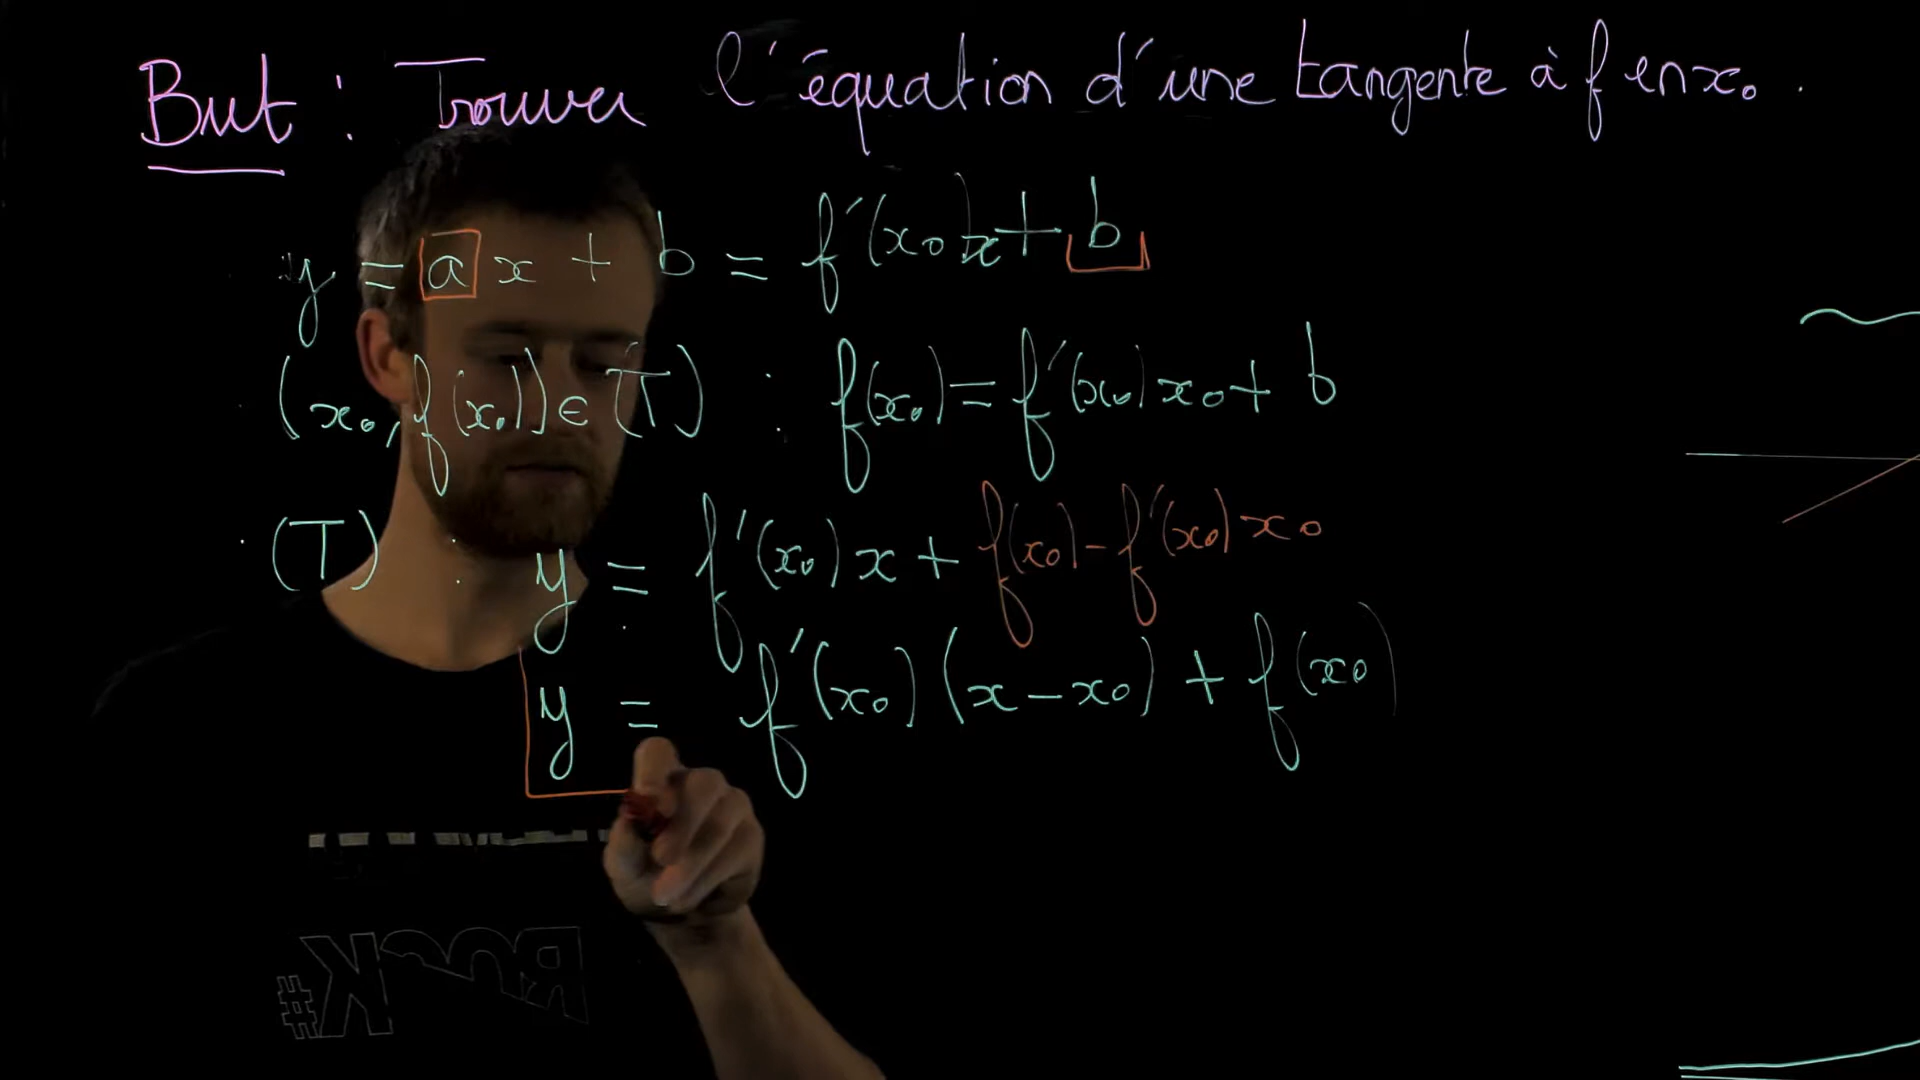 But : Trouver l'équation d'une tangente à f en x₀.
y = a x + b = f'(x₀)x + b
(x₀, f(x₀)) ∈ (T) : f(x₀) = f'(x₀) x₀ + b
(T) : y = f'(x₀) x + f(x₀) - f'(x₀) x₀
y = f'(x₀) (x - x₀) + f(x₀)
#ROCK